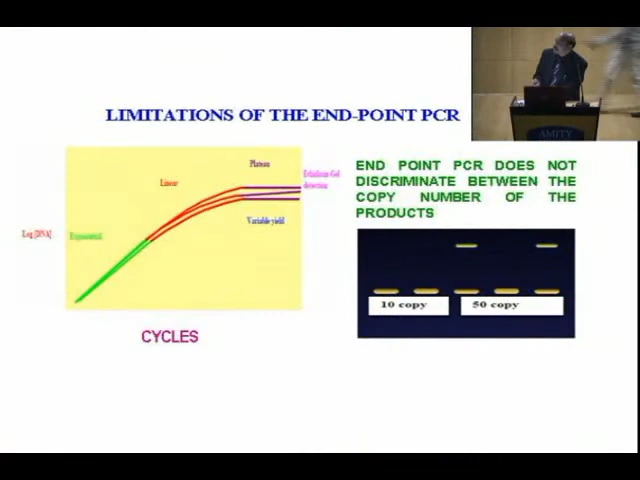 LIMITATIONS OF THE END-POINT PCR
AMITY
Plateau
Ethidium Gel
detection
Linear
Variable yield
Log [DNA]
Exponential
CYCLES
END POINT PCR DOES NOT
DISCRIMINATE BETWEEN THE
COPY NUMBER OF THE
PRODUCTS
10 copy
50 copy